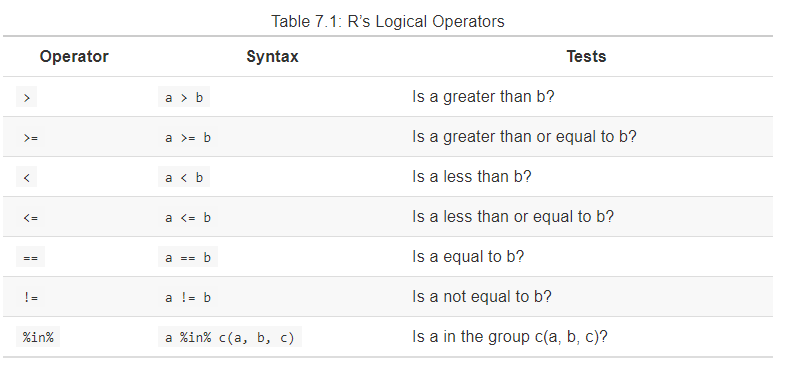 Table 7.1: R’s Logical Operators
Operator Syntax Tests
> a > b Is a greater than b?
>= a >= b Is a greater than or equal to b?
< a < b Is a less than b?
<= a <= b Is a less than or equal to b?
== a == b Is a equal to b?
!= a != b Is a not equal to b?
%in% a %in% c(a, b, c) Is a in the group c(a, b, c)?